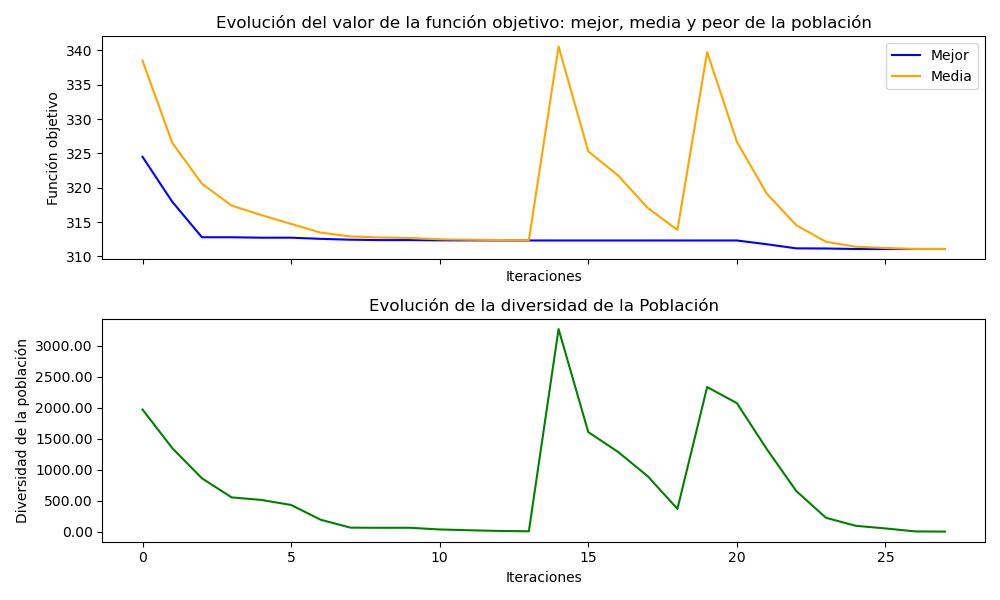 Evolución del valor de la función objetivo: mejor, media y peor de la población
340
335
330
325
320
315
310
Función objetivo
Mejor
Media
Iteraciones
Evolución de la diversidad de la Población
3000.00
2500.00
2000.00
1500.00
1000.00
500.00
0.00
Diversidad de la población
0 5 10 15 20 25
Iteraciones